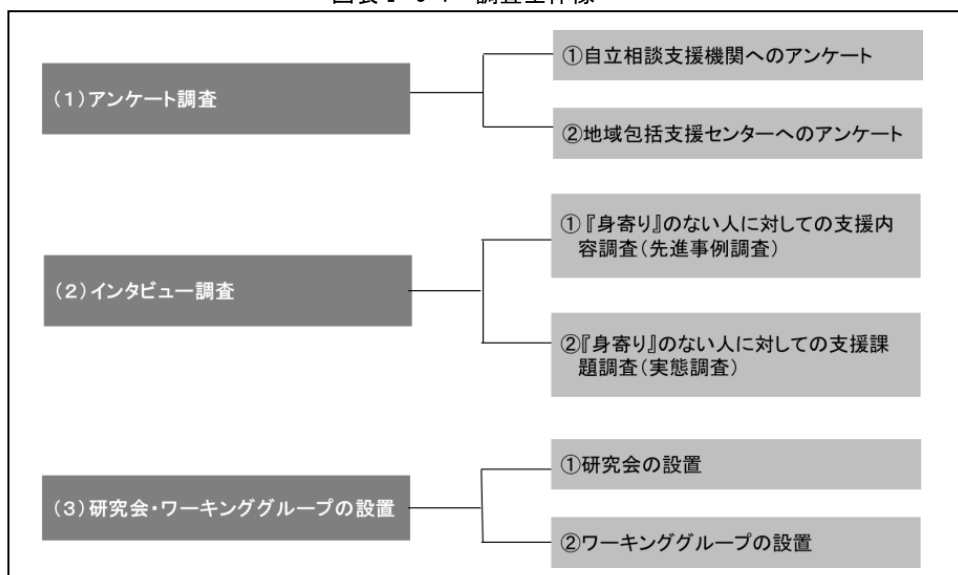 (1)アンケート調査
①自立相談支援機関へのアンケート
②地域包括支援センターへのアンケート
(2)インタビュー調査
①『身寄り』のない人に対しての支援内
容調査(先進事例調査)
②『身寄り』のない人に対しての支援課
題調査(実態調査)
(3)研究会・ワーキンググループの設置
①研究会の設置
②ワーキンググループの設置